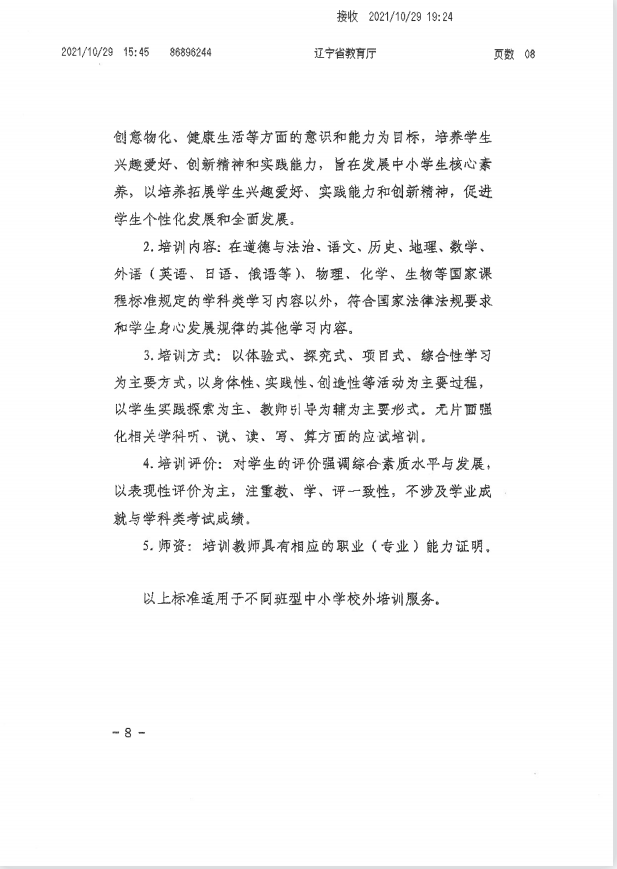 接收 2021/10/29 19:24
2021/10/29 15:45 86896244 辽宁省教育厅 页数 08
创意物化、健康生活等方面的意识和能力为目标，培养学生
兴趣爱好、创新精神和实践能力，旨在发展中小学生核心素
养，以培养拓展学生兴趣爱好、实践能力和创新精神，促进
学生个性化发展和全面发展。
2.培训内容：在道德与法治、语文、历史、地理、数学、
外语（英语、日语、俄语等）、物理、化学、生物等国家课
程标准规定的学科类学习内容以外，符合国家法律法规要求
和学生身心发展规律的其他学习内容。
3.培训方式：以体验式、探究式、项目式、综合性学习
为主要方式，以身体性、实践性、创造性等活动为主要过程，
以学生实践探索为主、教师引导为辅为主要形式。无片面强
化相关学科听、说、读、写、算方面的应试培训。
4.培训评价：对学生的评价强调综合素质水平与发展，
以表现性评价为主，注重教、学、评一致性，不涉及学业成
就与学科类考试成绩。
5.师资：培训教师具有相应的职业（专业）能力证明。
以上标准适用于不同班型中小学校外培训服务。
- 8 -